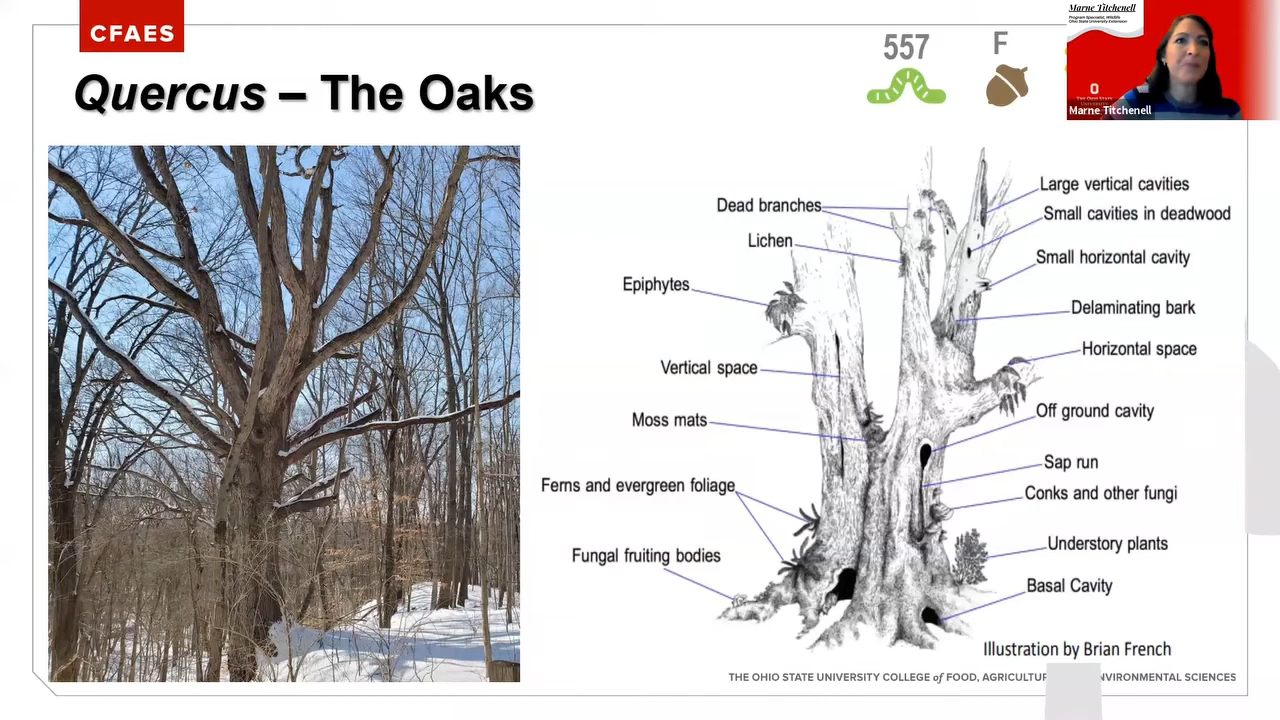 CFAES
Quercus – The Oaks
557
F
Marne Titchenell
Program Specialist, Wildlife
Ohio State University Extension
Marne Titchenell
Dead branches
Lichen
Epiphytes
Vertical space
Moss mats
Ferns and evergreen foliage
Fungal fruiting bodies
Large vertical cavities
Small cavities in deadwood
Small horizontal cavity
Delaminating bark
Horizontal space
Off ground cavity
Sap run
Conks and other fungi
Understory plants
Basal Cavity
Illustration by Brian French
THE OHIO STATE UNIVERSITY COLLEGE of FOOD, AGRICULTUR NVIRONMENTAL SCIENCES